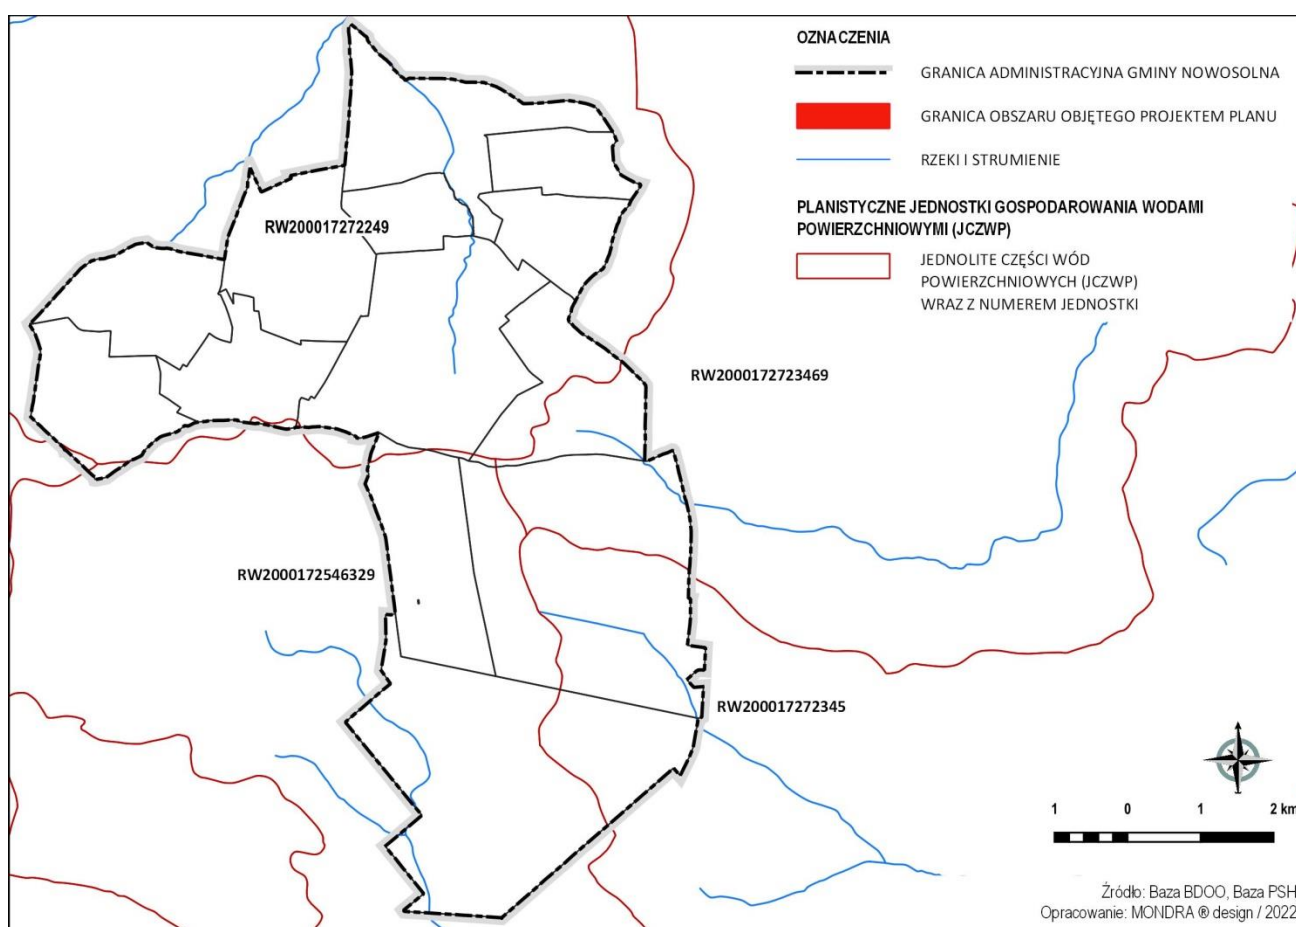 OZNACZENIA
GRANICA ADMINISTRACYJNA GMINY NOWOSOLNA
GRANICA OBSZARU OBJĘTEGO PROJEKTEM PLANU
RZEKI I STRUMIENIE
PLANISTYCZNE JEDNOSTKI GOSPODAROWANIA WODAMI
POWIERZCHNIOWYMI (JCZWP)
JEDNOLITE CZĘŚCI WÓD
POWIERZCHNIOWYCH (JCZWP)
WRAZ Z NUMEREM JEDNOSTKI
RW200017272249
RW2000172723469
RW2000172546329
RW200017272345
1 0 1 2 km
Źródło: Baza BDOO, Baza PSH
Opracowanie: MONDRA ® design / 2022